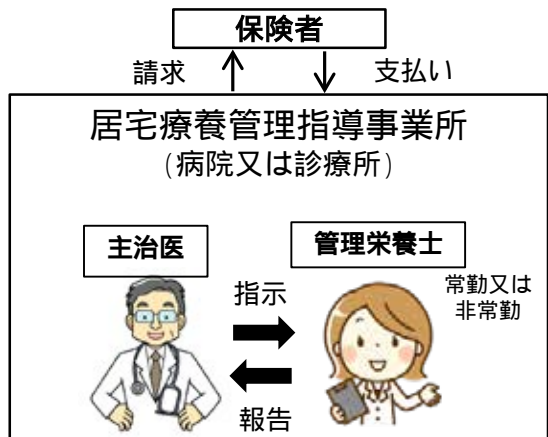 保険者
請求
支払い
居宅療養管理指導事業所
(病院又は診療所)
主治医
管理栄養士
常勤又は
非常勤
指示
報告